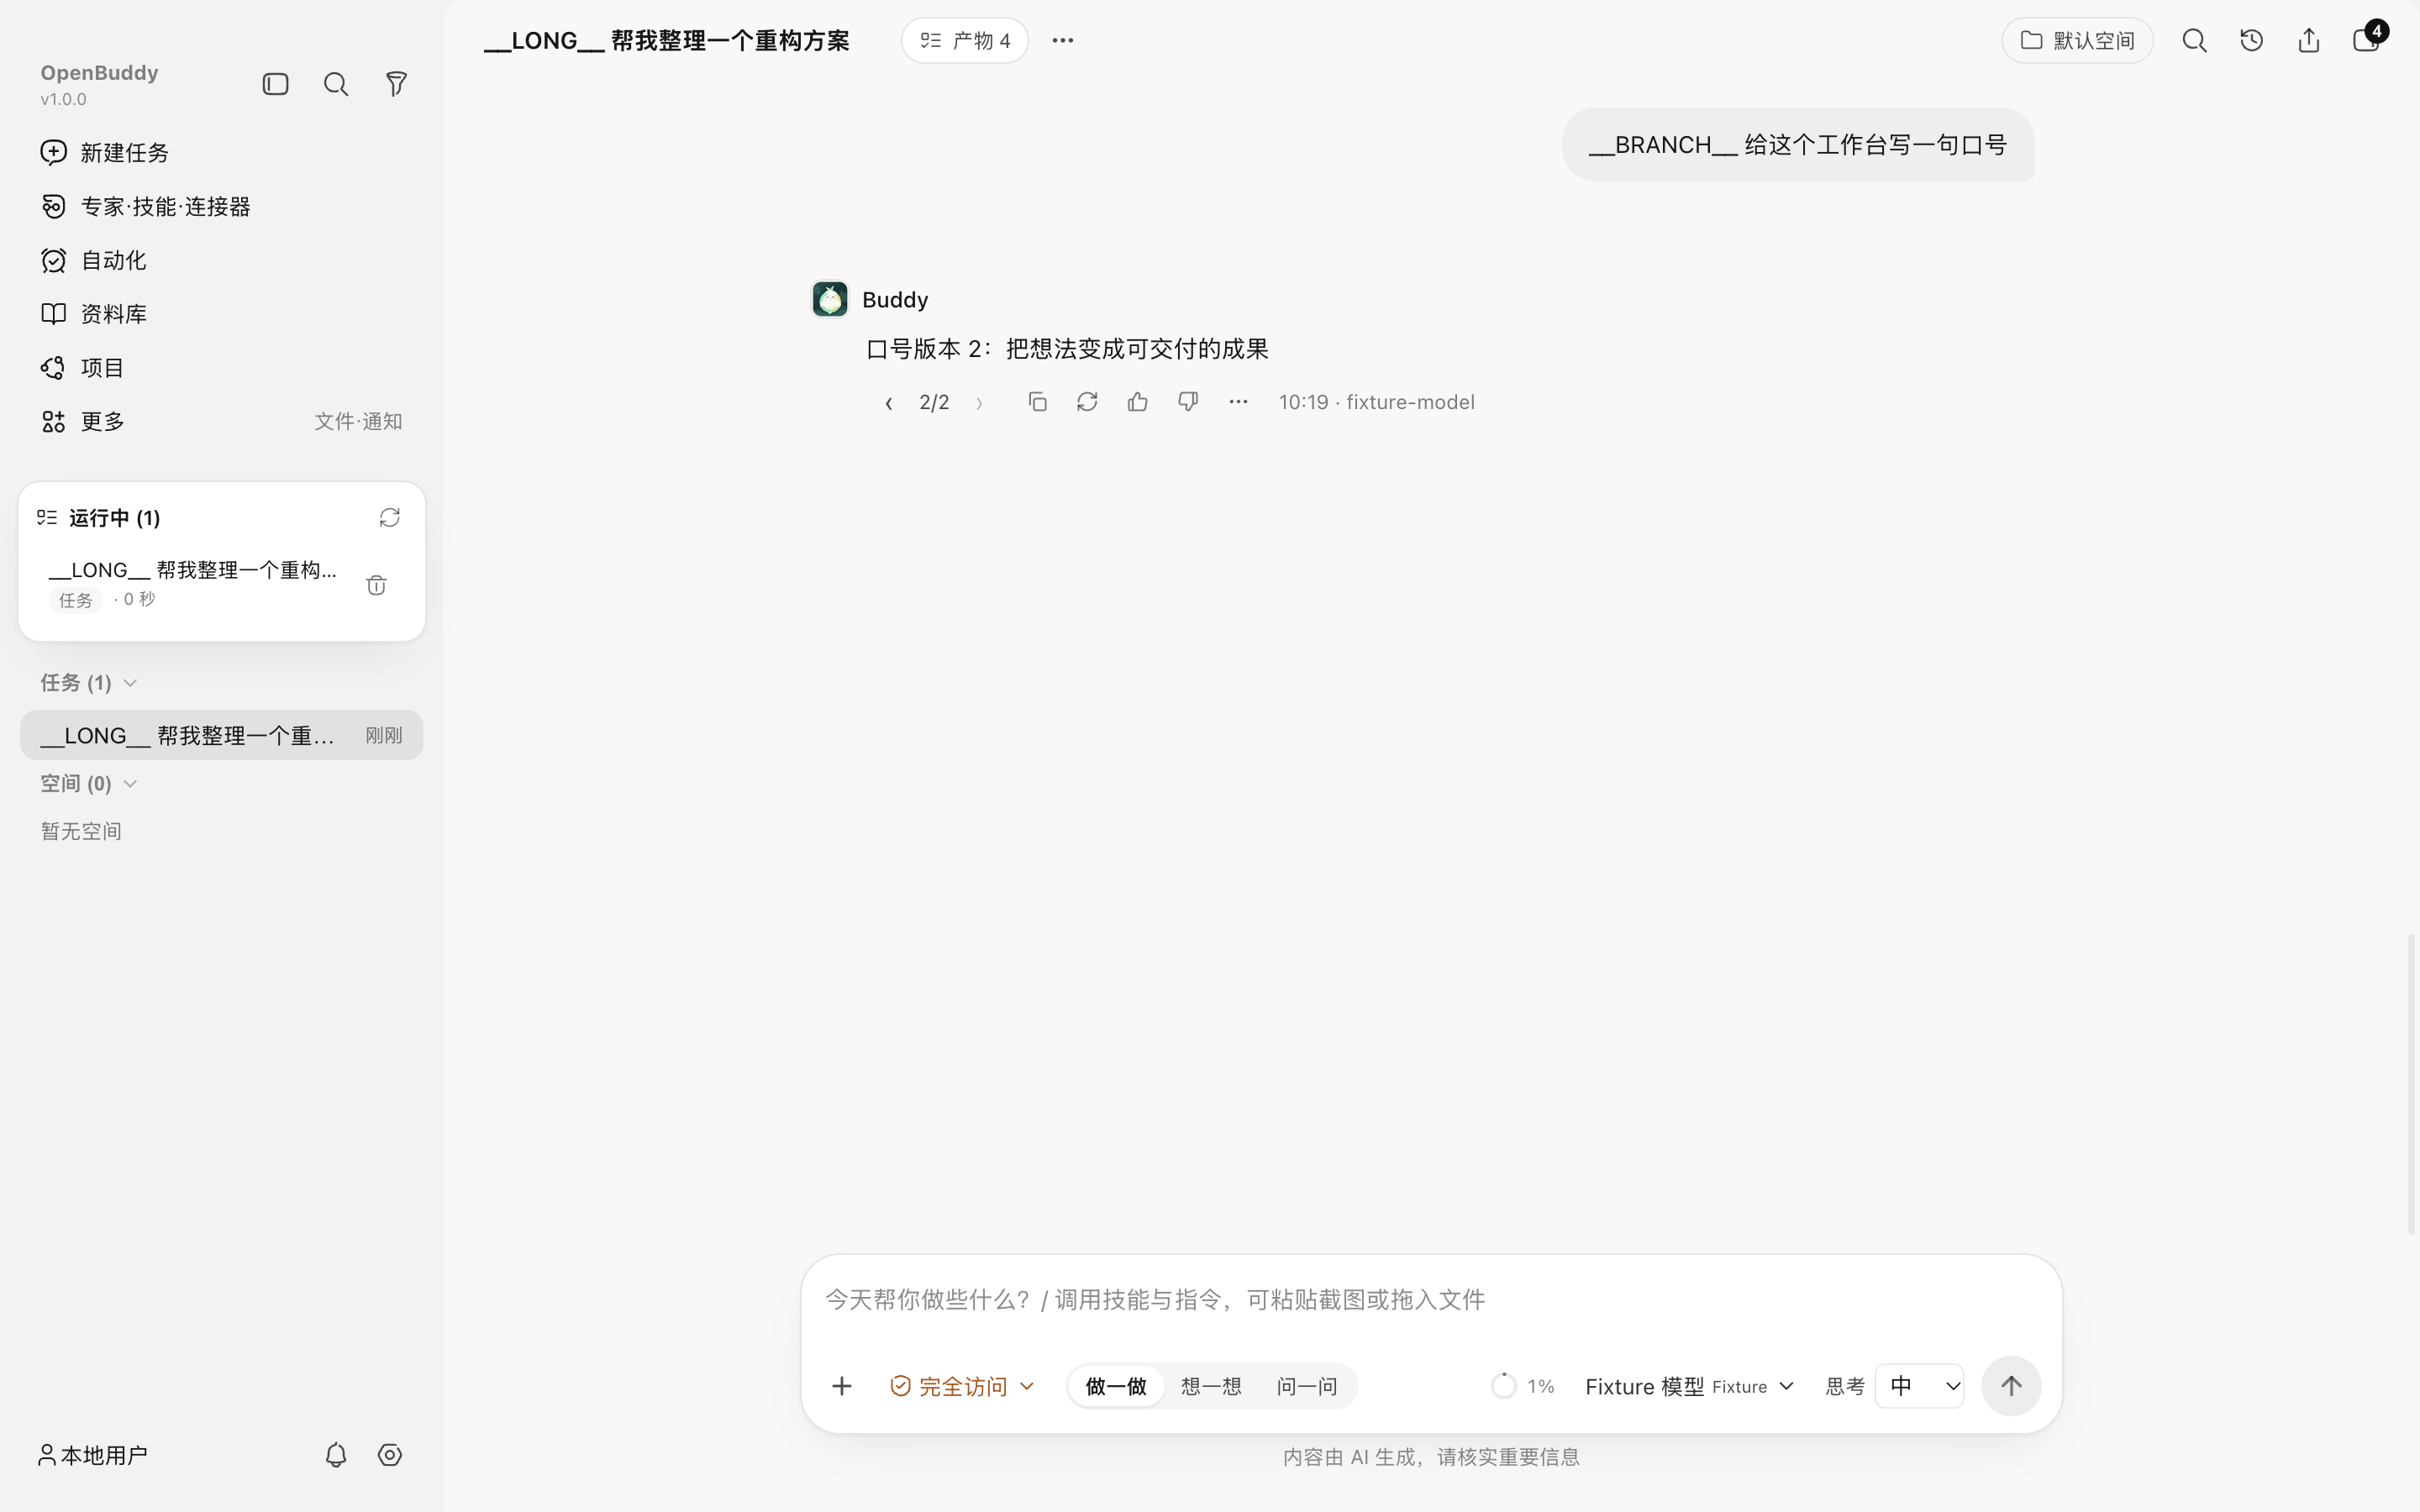 OpenBuddy
v1.0.0
新建任务
专家·技能·连接器
自动化
资料库
项目
更多 文件·通知
运行中 (1)
__LONG__ 帮我整理一个重构...
任务 · 0 秒
任务 (1)
__LONG__ 帮我整理一个重... 刚刚
空间 (0)
暂无空间
本地用户
__LONG__ 帮我整理一个重构方案 产物 4
默认空间 4
__BRANCH__ 给这个工作台写一句口号
Buddy
口号版本 2：把想法变成可交付的成果
2/2 10:19 · fixture-model
今天帮你做些什么？/ 调用技能与指令，可粘贴截图或拖入文件
完全访问 做一做 想一想 问一问 1% Fixture 模型 Fixture 思考 中
内容由 AI 生成，请核实重要信息